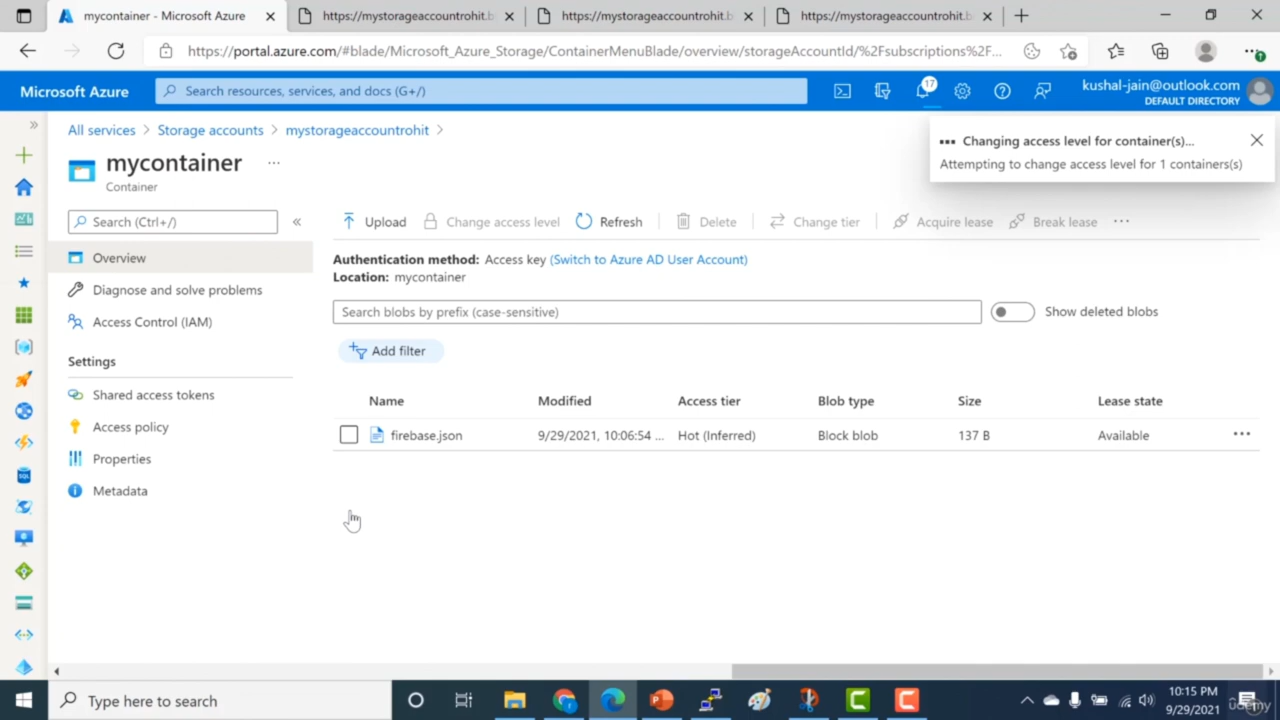 mycontainer - Microsoft Azure
https://mystorageaccountrohit.b
https://mystorageaccountrohit.b
https://mystorageaccountrohit.b
https://portal.azure.com/#blade/Microsoft_Azure_Storage/ContainerMenuBlade/overview/storageAccountId/%2Fsubscriptions%2F...
Microsoft Azure
Search resources, services, and docs (G+/)
17
kushal-jain@outlook.com
DEFAULT DIRECTORY
All services > Storage accounts > mystorageaccountrohit >
Changing access level for container(s)...
Attempting to change access level for 1 containers(s)
mycontainer ...
Container
Search (Ctrl+/)
«
Upload
Change access level
Refresh
Delete
Change tier
Acquire lease
Break lease
...
Overview
Diagnose and solve problems
Access Control (IAM)
Settings
Shared access tokens
Access policy
Properties
Metadata
Authentication method: Access key (Switch to Azure AD User Account)
Location: mycontainer
Search blobs by prefix (case-sensitive)
Show deleted blobs
Add filter
Name Modified Access tier Blob type Size Lease state
firebase.json 9/29/2021, 10:06:54 ... Hot (Inferred) Block blob 137 B Available ...
SQL
Type here to search
10:15 PM
9/29/2021
udemy